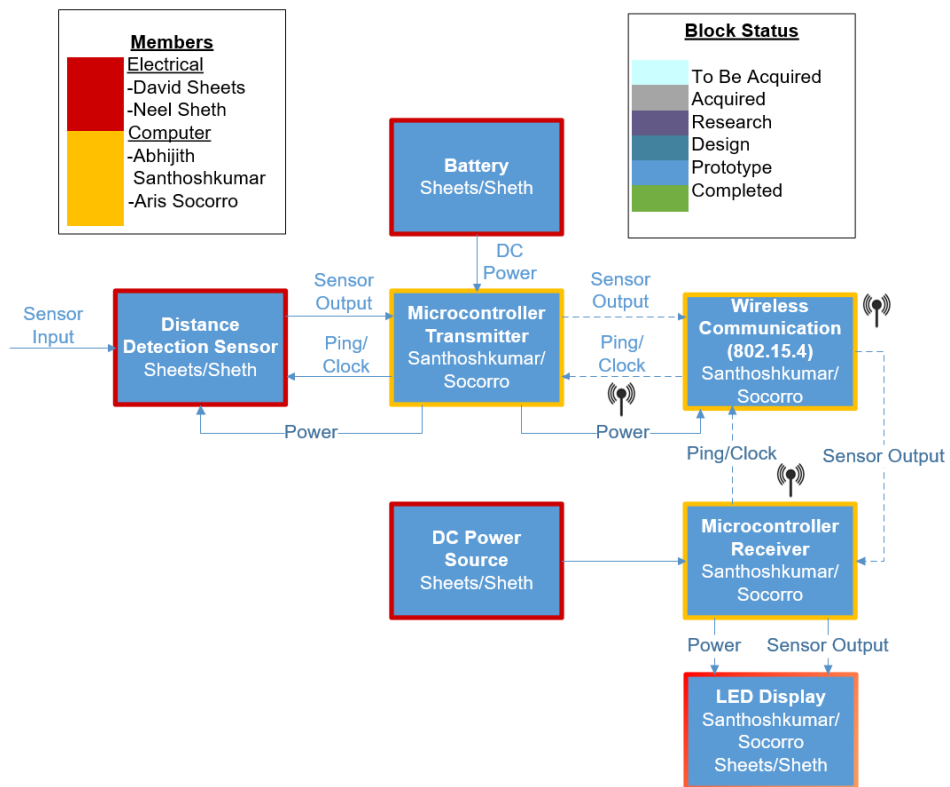 Members
Electrical
-David Sheets
-Neel Sheth
Computer
-Abhijith
Santhoshkumar
-Aris Socorro
Block Status
To Be Acquired
Acquired
Research
Design
Prototype
Completed
Battery
Sheets/Sheth
DC
Power
Sensor
Input
Distance
Detection Sensor
Sheets/Sheth
Sensor
Output
Ping/
Clock
Microcontroller
Transmitter
Santhoshkumar/
Socorro
Sensor
Output
Ping/
Clock
Wireless
Communication
(802.15.4)
Santhoshkumar/
Socorro
Power
Power
Ping/Clock
Sensor Output
DC Power
Source
Sheets/Sheth
Microcontroller
Receiver
Santhoshkumar/
Socorro
Power
Sensor Output
LED Display
Santhoshkumar/
Socorro
Sheets/Sheth